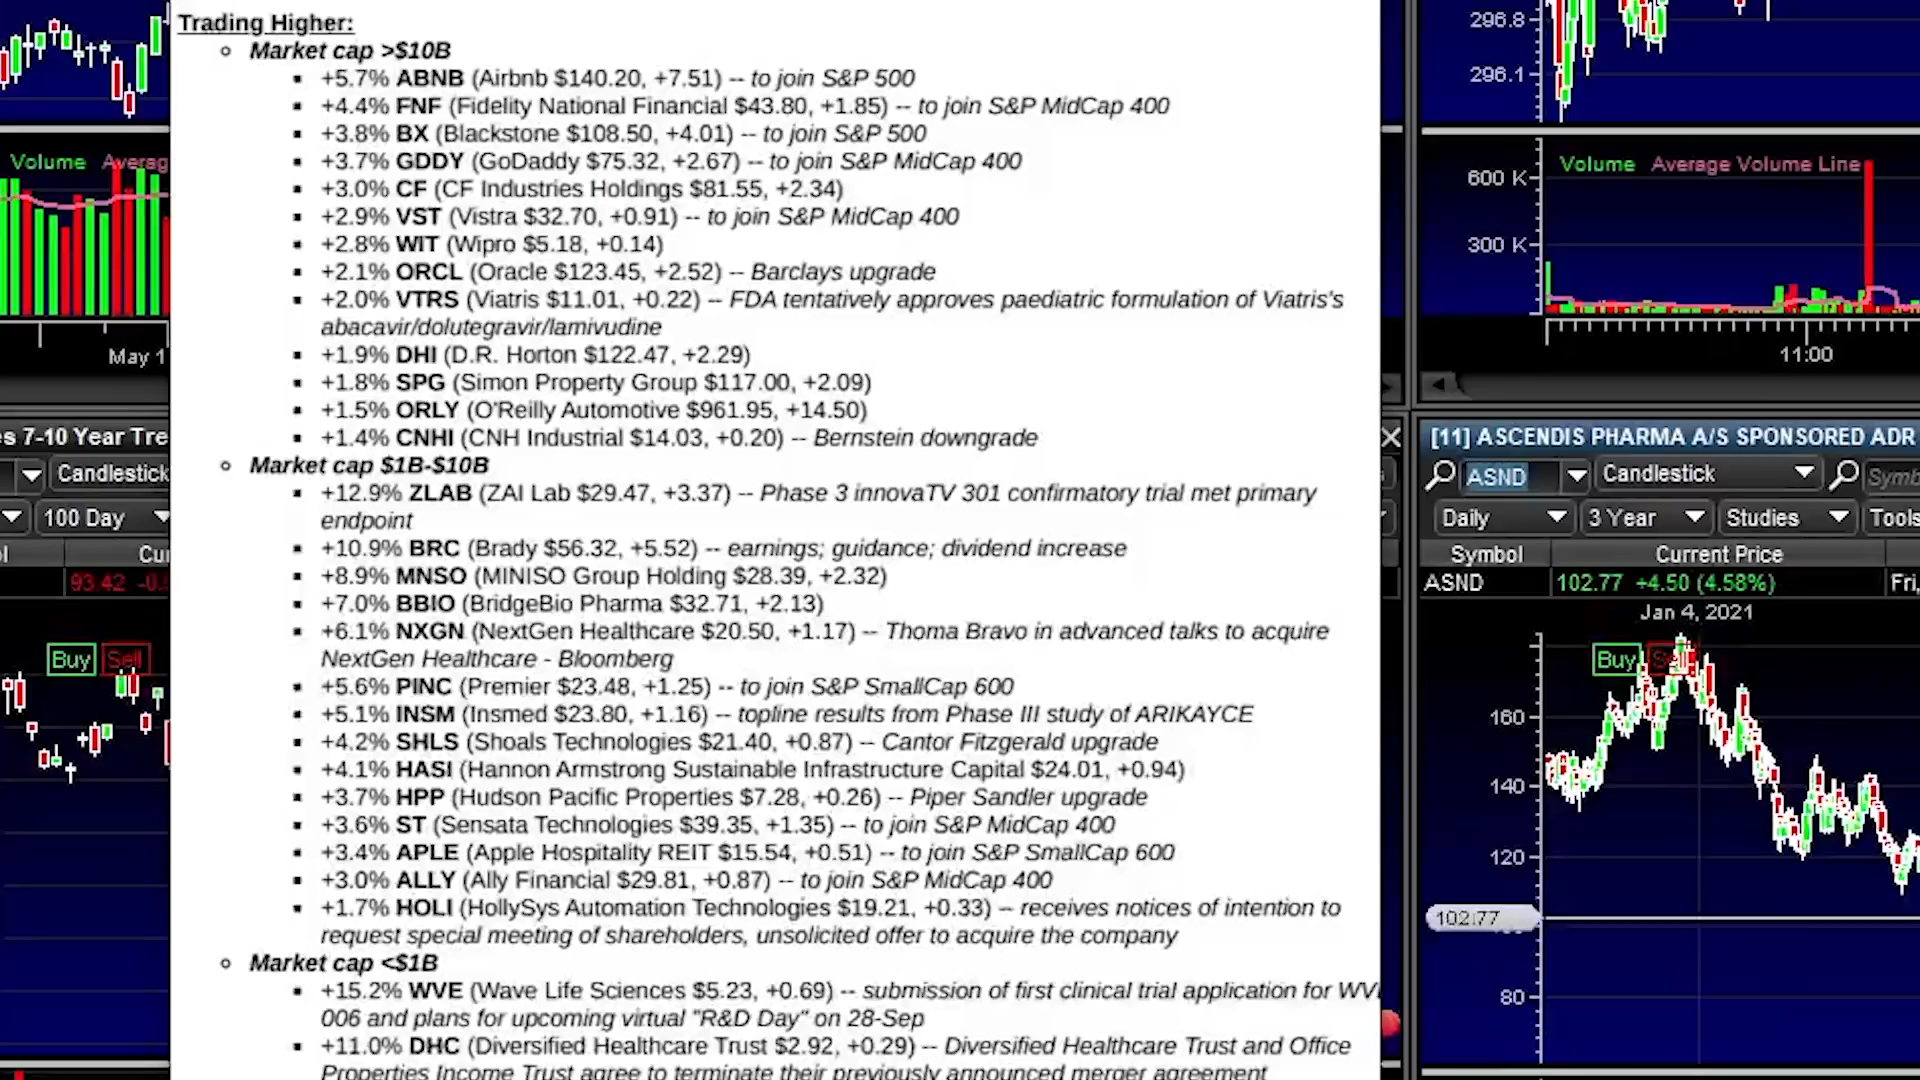 Trading Higher:
Market cap >$10B
+5.7% ABNB (Airbnb $140.20, +7.51) -- to join S&P 500
+4.4% FNF (Fidelity National Financial $43.80, +1.85) -- to join S&P MidCap 400
+3.8% BX (Blackstone $108.50, +4.01) -- to join S&P 500
+3.7% GDDY (GoDaddy $75.32, +2.67) -- to join S&P MidCap 400
+3.0% CF (CF Industries Holdings $81.55, +2.34)
+2.9% VST (Vistra $32.70, +0.91) -- to join S&P MidCap 400
+2.8% WIT (Wipro $5.18, +0.14)
+2.1% ORCL (Oracle $123.45, +2.52) -- Barclays upgrade
+2.0% VTRS (Viatris $11.01, +0.22) -- FDA tentatively approves paediatric formulation of Viatris's
abacavir/dolutegravir/lamivudine
+1.9% DHI (D.R. Horton $122.47, +2.29)
+1.8% SPG (Simon Property Group $117.00, +2.09)
+1.5% ORLY (O'Reilly Automotive $961.95, +14.50)
+1.4% CNHI (CNH Industrial $14.03, +0.20) -- Bernstein downgrade
Market cap $1B-$10B
+12.9% ZLAB (ZAI Lab $29.47, +3.37) -- Phase 3 innovaTV 301 confirmatory trial met primary
endpoint
+10.9% BRC (Brady $56.32, +5.52) -- earnings; guidance; dividend increase
+8.9% MNSO (MINISO Group Holding $28.39, +2.32)
+7.0% BBIO (BridgeBio Pharma $32.71, +2.13)
+6.1% NXGN (NextGen Healthcare $20.50, +1.17) -- Thoma Bravo in advanced talks to acquire
NextGen Healthcare - Bloomberg
+5.6% PINC (Premier $23.48, +1.25) -- to join S&P SmallCap 600
+5.1% INSM (Insmed $23.80, +1.16) -- topline results from Phase III study of ARIKAYCE
+4.2% SHLS (Shoals Technologies $21.40, +0.87) -- Cantor Fitzgerald upgrade
+4.1% HASI (Hannon Armstrong Sustainable Infrastructure Capital $24.01, +0.94)
+3.7% HPP (Hudson Pacific Properties $7.28, +0.26) -- Piper Sandler upgrade
+3.6% ST (Sensata Technologies $39.35, +1.35) -- to join S&P MidCap 400
+3.4% APLE (Apple Hospitality REIT $15.54, +0.51) -- to join S&P SmallCap 600
+3.0% ALLY (Ally Financial $29.81, +0.87) -- to join S&P MidCap 400
+1.7% HOLI (HollySys Automation Technologies $19.21, +0.33) -- receives notices of intention to
request special meeting of shareholders, unsolicited offer to acquire the company
Market cap <$1B
+15.2% WVE (Wave Life Sciences $5.23, +0.69) -- submission of first clinical trial application for
006 and plans for upcoming virtual "R&D Day" on 28-Sep
+11.0% DHC (Diversified Healthcare Trust $2.92, +0.29) -- Diversified Healthcare Trust and Office
Properties Income Trust agree to terminate their previously announced merger agreement
Volume Averag
May 1
s 7-10 Year Tre
Candlestick
100 Day
Cu
93.42
Buy Sell
296.8
296.1
Volume Average Volume Line
600 K
300 K
11:00
[11] ASCENDIS PHARMA A/S SPONSORED ADR
ASND Candlestick Symb
Daily 3 Year Studies Tools
Symbol Current Price
ASND 102.77 +4.50 (4.58%) Fri,
Jan 4, 2021
Buy Sell
160
140
120
102.77
80